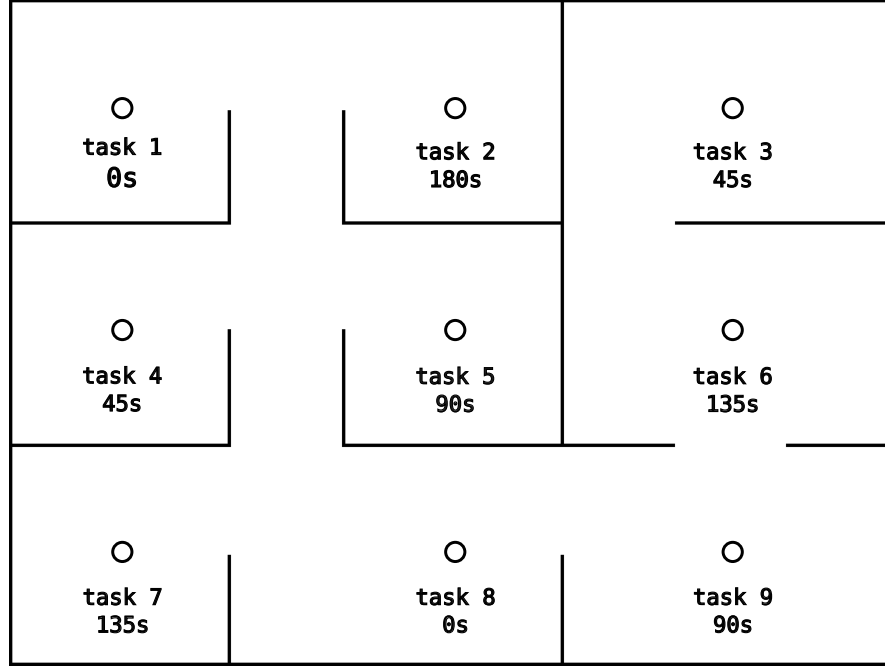 task 1
0s
task 2
180s
task 3
45s
task 4
45s
task 5
90s
task 6
135s
task 7
135s
task 8
0s
task 9
90s